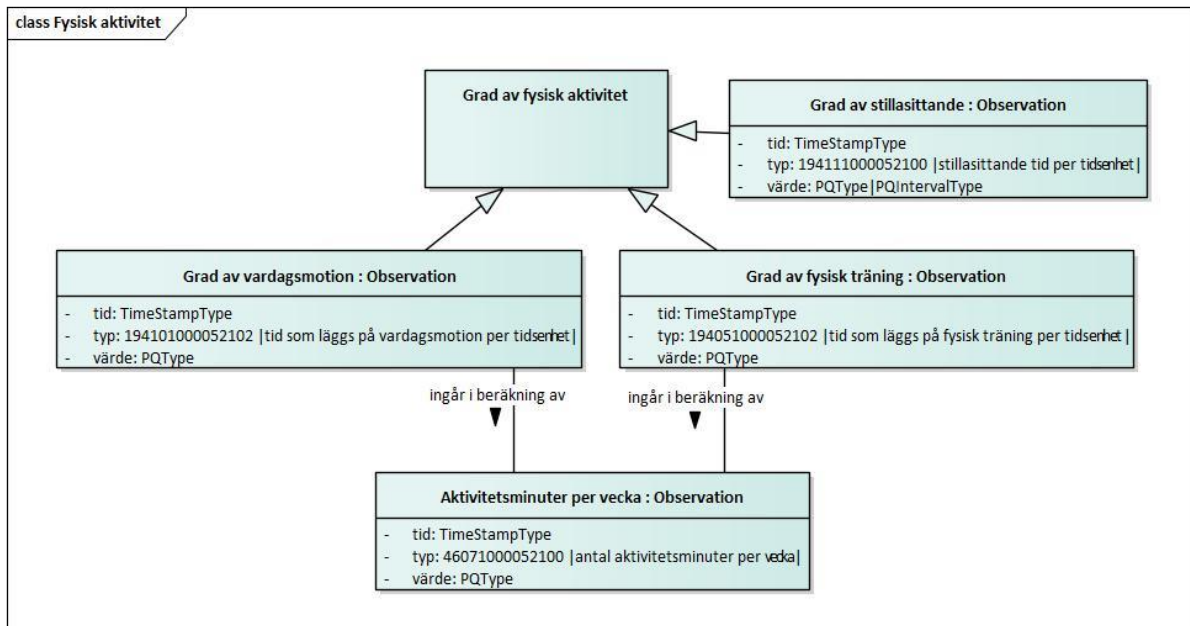 class Fysisk aktivitet
Grad av fysisk aktivitet
Grad av stillasittande : Observation
- tid: TimeStampType
- typ: 194111000052100 |stillasittande tid per tidsenhet|
- värde: PQType|PQIntervalType
Grad av vardagsmotion : Observation
- tid: TimeStampType
- typ: 194101000052102 |tid som läggs på vardagsmotion per tidsenhet|
- värde: PQType
Grad av fysisk träning : Observation
- tid: TimeStampType
- typ: 194051000052102 |tid som läggs på fysisk träning per tidsenhet|
- värde: PQType
ingår i beräkning av
ingår i beräkning av
Aktivitetsminuter per vecka : Observation
- tid: TimeStampType
- typ: 46071000052100 |antal aktivitetsminuter per vecka|
- värde: PQType